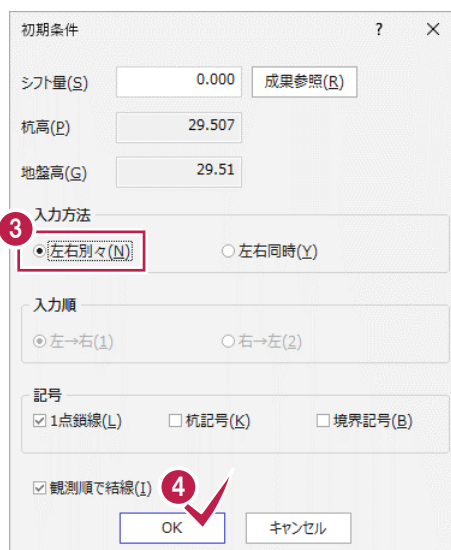 初期条件 ? ×
シフト量(S) 0.000 成果参照(R)
杭高(P) 29.507
地盤高(G) 29.51
入力方法
3
左右別々(N) 左右同時(Y)
入力順
左→右(1) 右→左(2)
記号
1点鎖線(L) 杭記号(K) 境界記号(B)
観測順で結線(I) 4
OK キャンセル